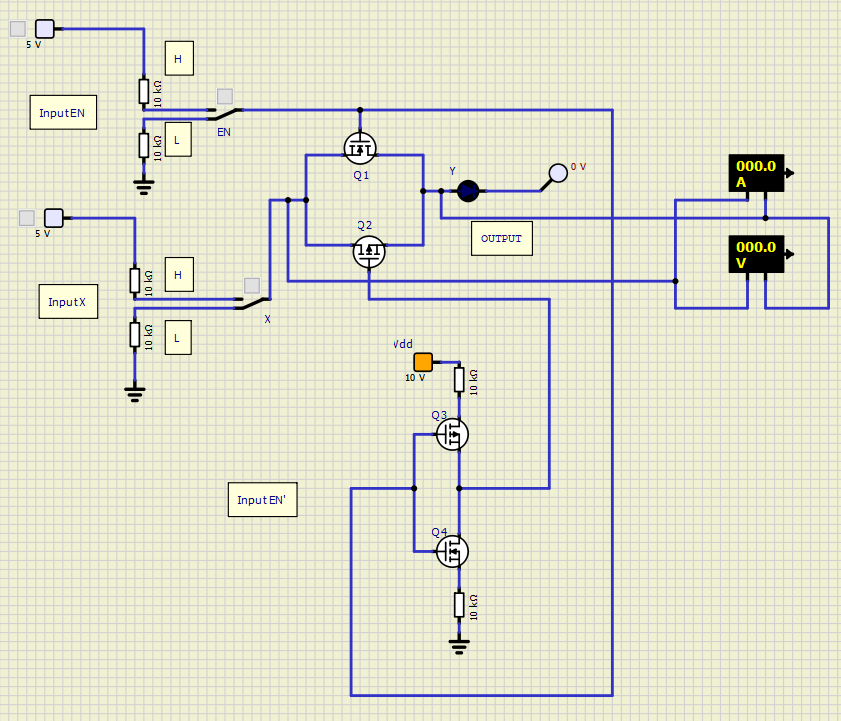 5 V
H
10 kΩ
InputEN
EN
L
10 kΩ
Q1
Y
0 V
000.0
A
5 V
Q2
OUTPUT
000.0
V
H
10 kΩ
InputX
X
L
10 kΩ
Vdd
10 V
10 kΩ
Q3
InputEN'
Q4
10 kΩ